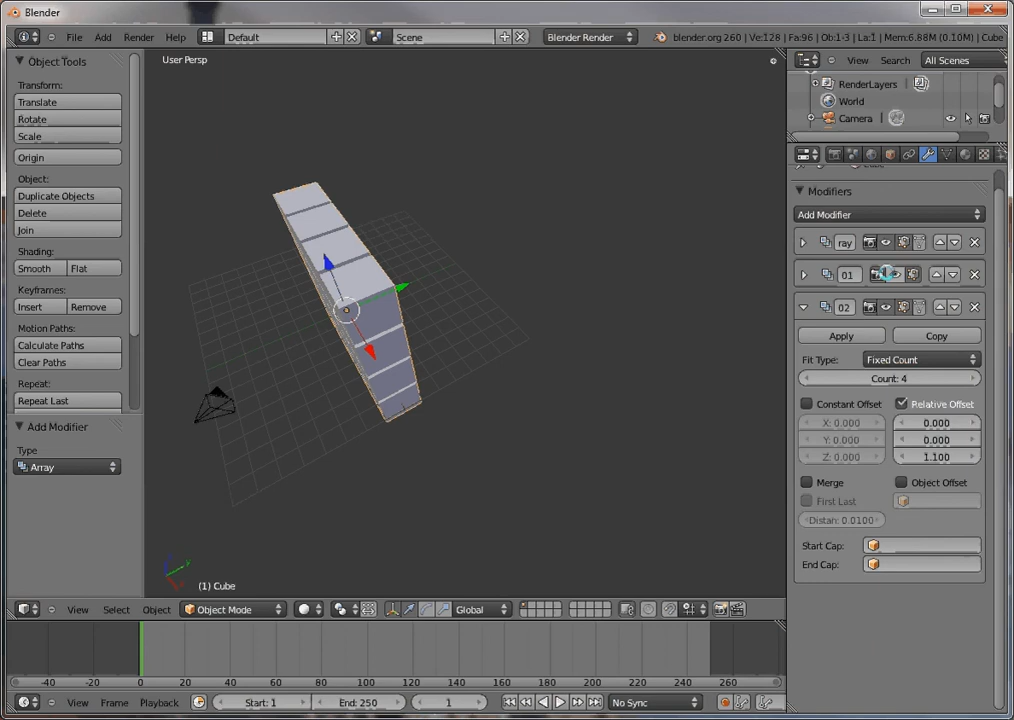 Blender
File Add Render Help Default Scene Blender Render blender.org 260 | Ve:128 | Fa:96 | Ob:1-3 | La:1 | Mem:6.88M (0.10M) | Cube
Object Tools
Transform:
Translate
Rotate
Scale
Origin
Object:
Duplicate Objects
Delete
Join
Shading:
Smooth Flat
Keyframes:
Insert Remove
Motion Paths:
Calculate Paths
Clear Paths
Repeat:
Repeat Last
Add Modifier
Type
Array
User Persp
(1) Cube
View Select Object Object Mode Global
-40 -20 0 20 40 60 80 100 120 140 160 180 200 220 240 260
View Frame Playback Start: 1 End: 250 1 No Sync
View Search All Scenes
RenderLayers
World
Camera
Modifiers
Add Modifier
ray
01
02
Apply Copy
Fit Type: Fixed Count
Count: 4
Constant Offset Relative Offset
X: 0.000 0.000
Y: 0.000 0.000
Z: 0.000 1.100
Merge Object Offset
First Last
Distan: 0.0100
Start Cap:
End Cap: